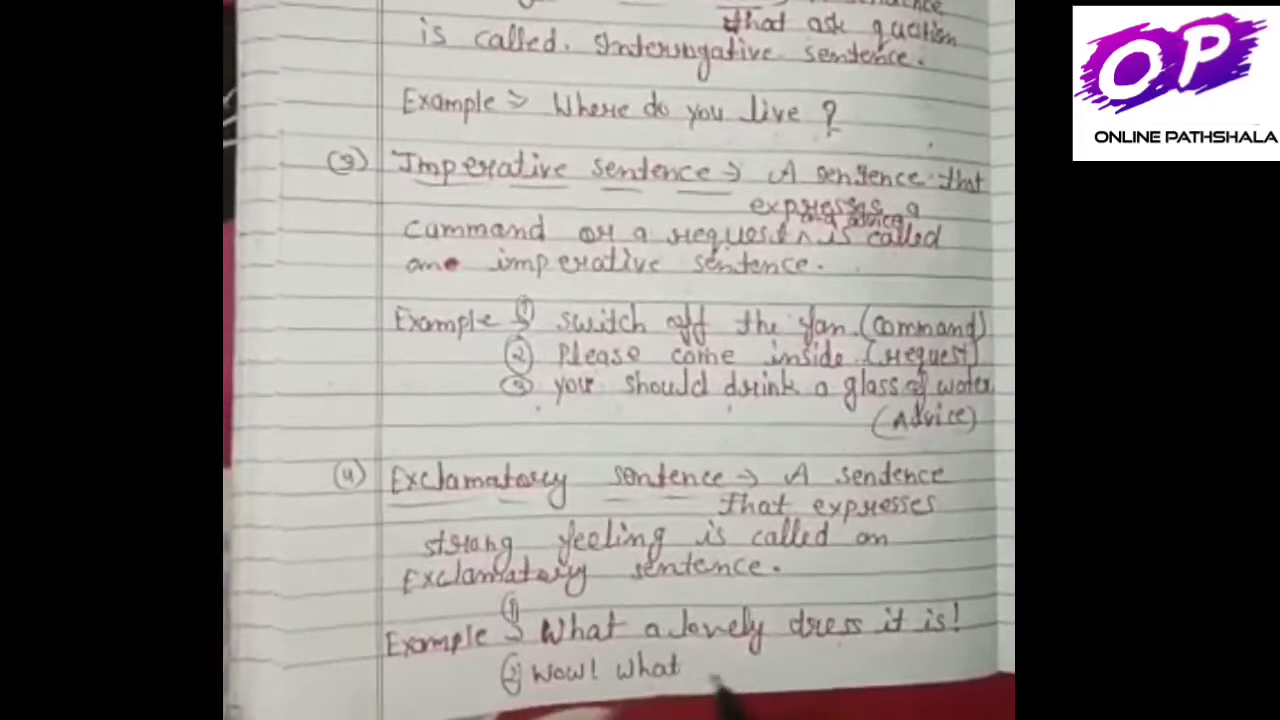 that ask question
is called. Interrogative sentence.
Example → Where do you live ?
(3) Imperative sentence → A sentence that
expresses a
and advice
command or a request ^ is called
an imperative sentence.
Example → ① switch off the fan. (Command)
② Please come inside. (request)
③ your should drink a glass of water
(Advice)
(4) Exclamatory sentence → A sentence
that expresses
strong feeling is called an
Exclamatory sentence.
Example → ① What a lovely dress it is!
② Wow! what
OP
ONLINE PATHSHALA